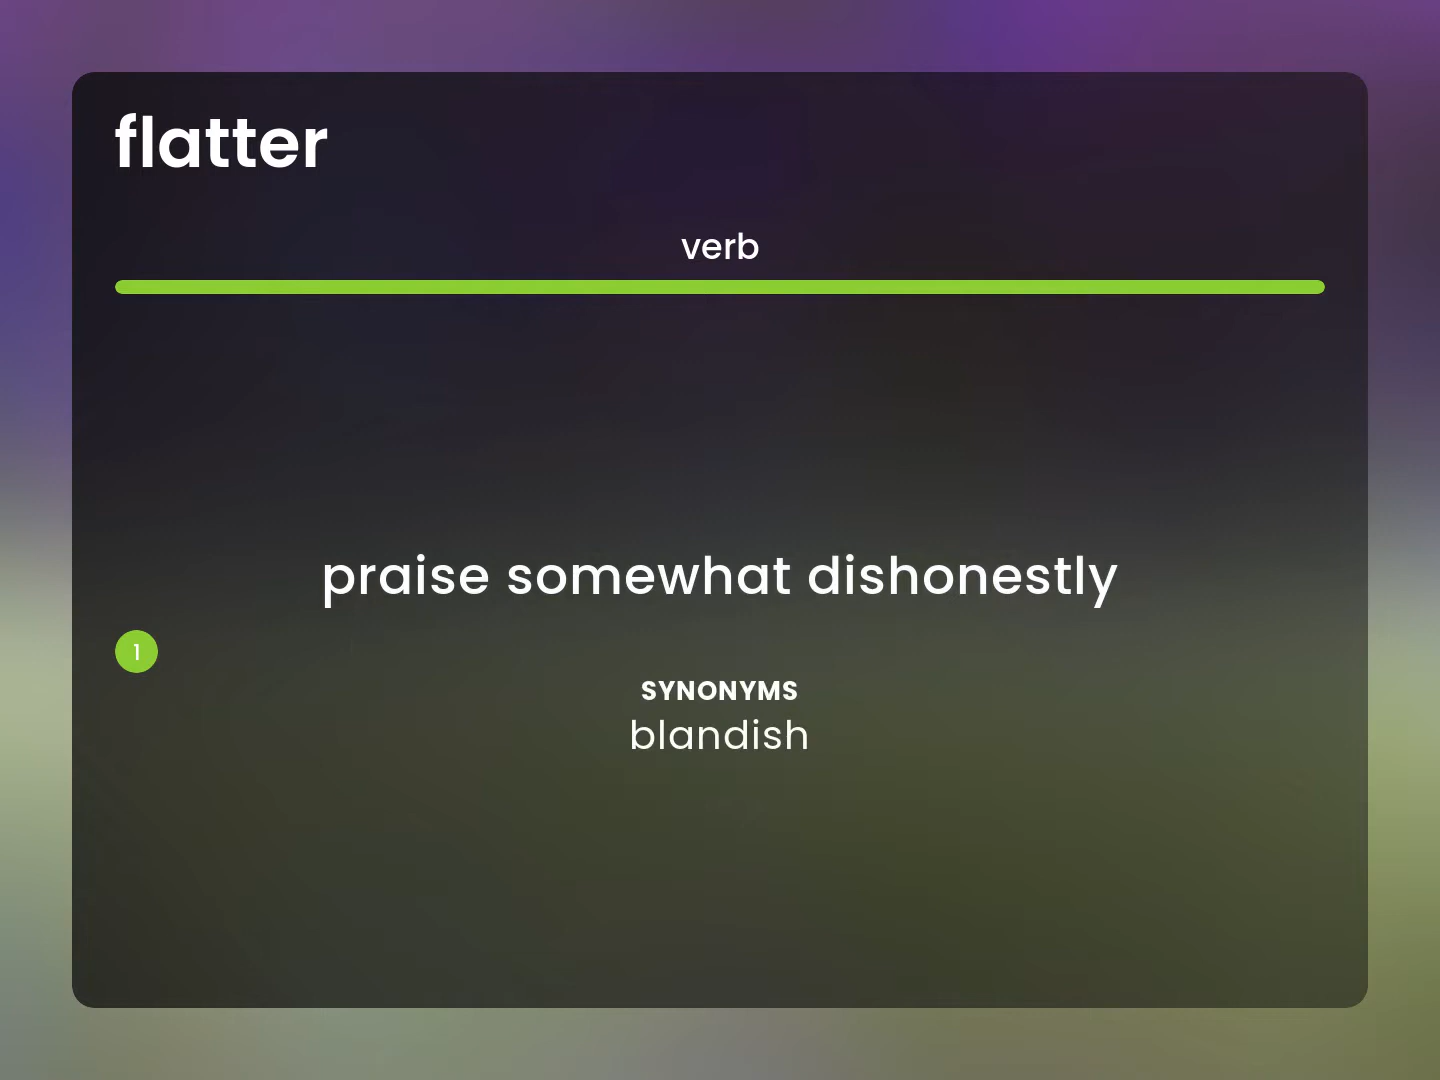 flatter
verb
praise somewhat dishonestly
1
SYNONYMS
blandish